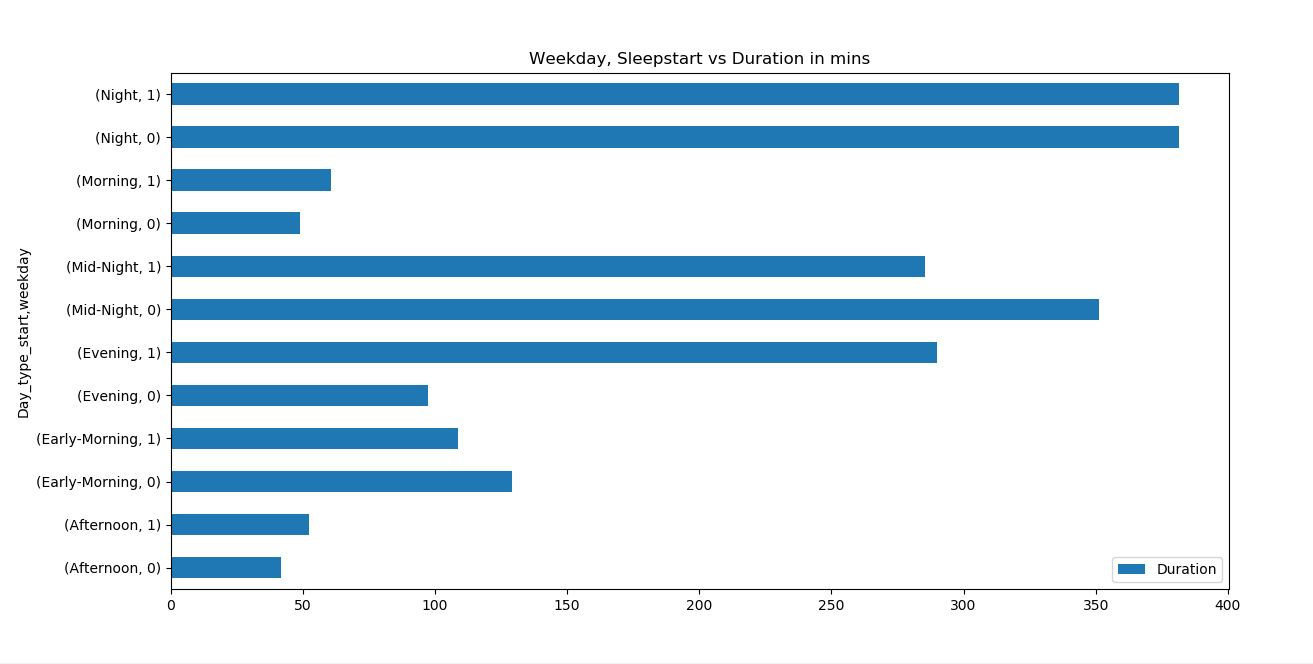 Weekday, Sleepstart vs Duration in mins
Day_type_start,weekday
(Night, 1)
(Night, 0)
(Morning, 1)
(Morning, 0)
(Mid-Night, 1)
(Mid-Night, 0)
(Evening, 1)
(Evening, 0)
(Early-Morning, 1)
(Early-Morning, 0)
(Afternoon, 1)
(Afternoon, 0)
Duration
0 50 100 150 200 250 300 350 400